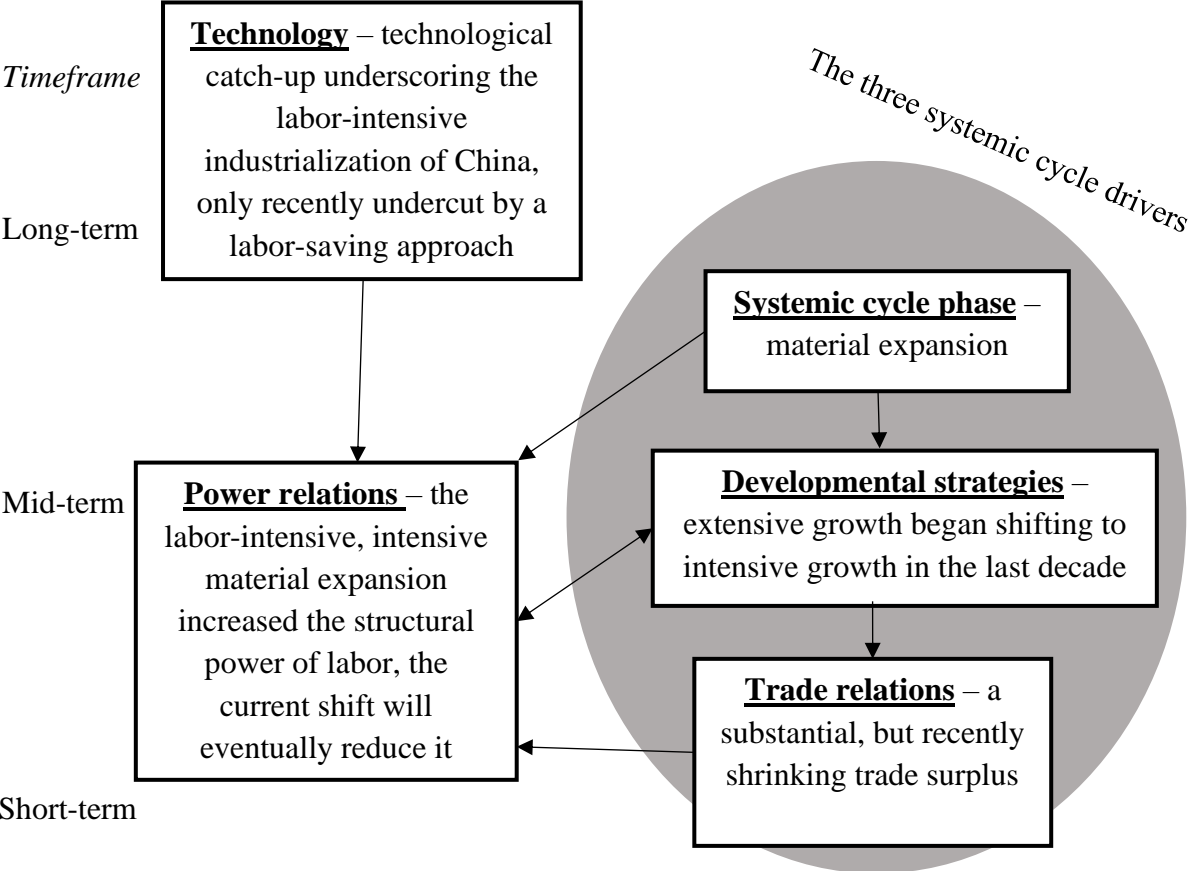 Timeframe
Long-term
Mid-term
Short-term
Technology – technological
catch-up underscoring the
labor-intensive
industrialization of China,
only recently undercut by a
labor-saving approach
Power relations – the
labor-intensive, intensive
material expansion
increased the structural
power of labor, the
current shift will
eventually reduce it
The three systemic cycle drivers
Systemic cycle phase –
material expansion
Developmental strategies –
extensive growth began shifting to
intensive growth in the last decade
Trade relations – a
substantial, but recently
shrinking trade surplus